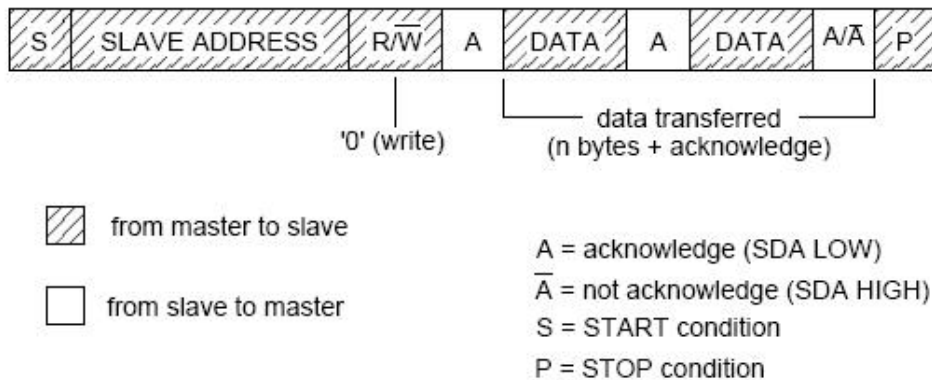 S SLAVE ADDRESS R/W̅ A DATA A DATA A/A̅ P
'0' (write)
data transferred
(n bytes + acknowledge)
from master to slave
from slave to master
A = acknowledge (SDA LOW)
A̅ = not acknowledge (SDA HIGH)
S = START condition
P = STOP condition